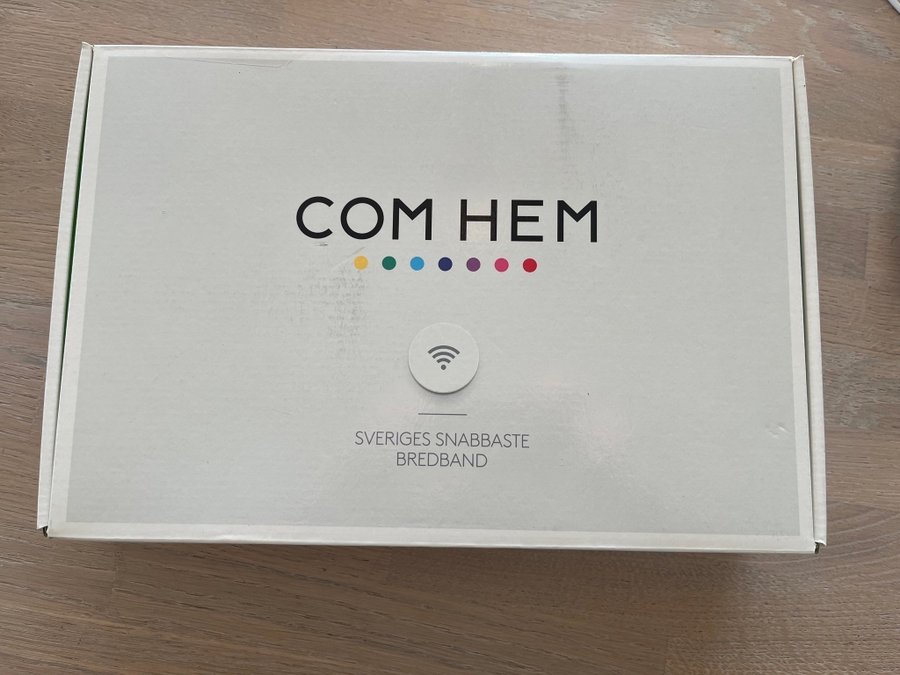 COM HEM
SVERIGES SNABBASTE
BREDBAND